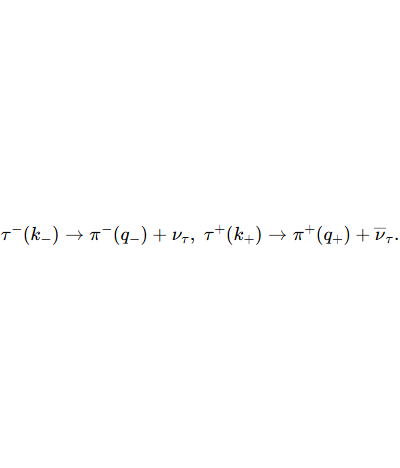 τ⁻(k₋) → π⁻(q₋) + ν_τ, τ⁺(k₊) → π⁺(q₊) + ν̅_τ.